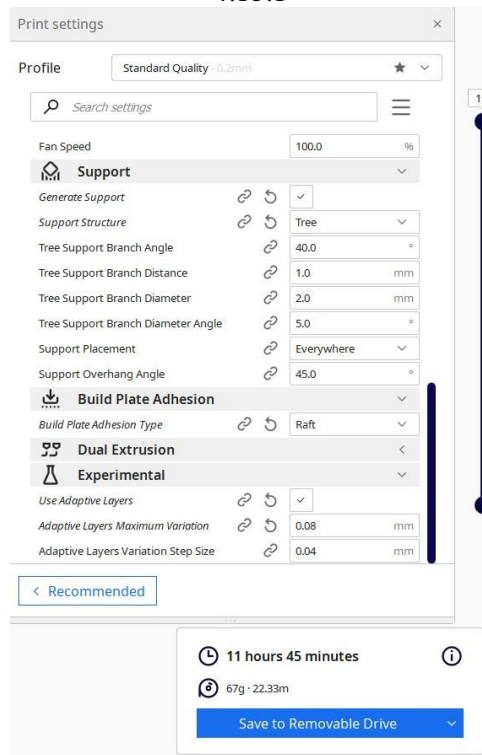 Print settings
Profile Standard Quality - 0.2mm
Search settings
Fan Speed 100.0 %
Support
Generate Support
Support Structure Tree
Tree Support Branch Angle 40.0 °
Tree Support Branch Distance 1.0 mm
Tree Support Branch Diameter 2.0 mm
Tree Support Branch Diameter Angle 5.0 °
Support Placement Everywhere
Support Overhang Angle 45.0 °
Build Plate Adhesion
Build Plate Adhesion Type Raft
Dual Extrusion
Experimental
Use Adaptive Layers
Adaptive Layers Maximum Variation 0.08 mm
Adaptive Layers Variation Step Size 0.04 mm
< Recommended
11 hours 45 minutes
67g · 22.33m
Save to Removable Drive